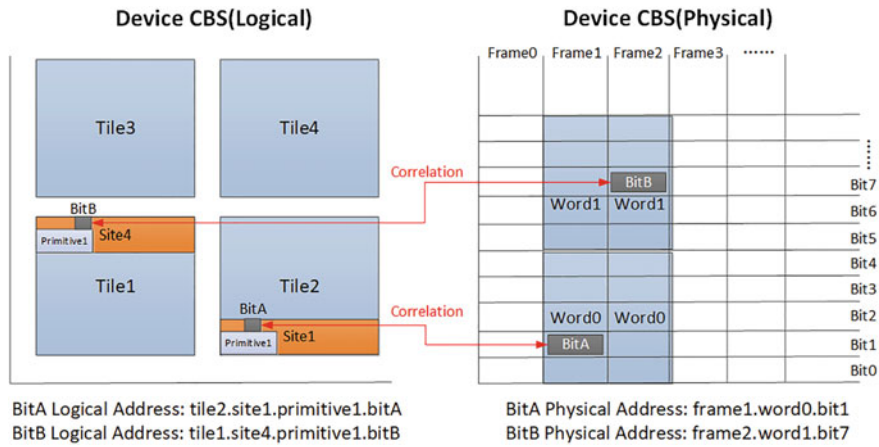 Device CBS(Logical)
Device CBS(Physical)
Frame0 Frame1 Frame2 Frame3 ······
Tile3
Tile4
Correlation
BitB
Bit7
BitB
Word1 Word1
Bit6
Primitive1
Site4
Bit5
Bit4
Tile1
Tile2
Bit3
BitA
Correlation
Word0 Word0
Bit2
Primitive1
Site1
BitA
Bit1
Bit0
BitA Logical Address: tile2.site1.primitive1.bitA
BitB Logical Address: tile1.site4.primitive1.bitB
BitA Physical Address: frame1.word0.bit1
BitB Physical Address: frame2.word1.bit7